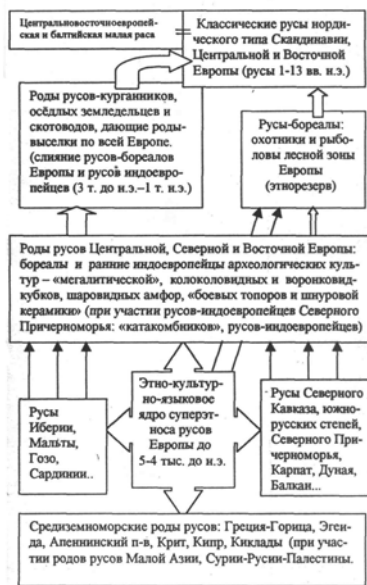 Центральновосточноевропей-
ская и балтийская малая раса
Классические русы норди-
ческого типа Скандинавии,
Центральной и Восточной
Европы (русы 1-13 вв. н.э.)
Роды русов-курганников,
осёдлых земледельцев и
скотоводов, дающие роды-
выселки по всей Европе.
(слияние русов-бореалов
Европы и русов индоевро-
пейцев (3 т. до н.э.–1 т. н.э.)
Русы-бореалы:
охотники и рыбо-
ловы лесной зоны
Европы
(этнорезерв)
Роды русов Центральной, Северной и Восточной Европы:
бореалы и ранние индоевропейцы археологических куль-
тур – «мегалитической», колоколовидных и воронковид-
кубков, шаровидных амфор, «боевых топоров и шнуровой
керамики» (при участии русов-индоевропейцев Северного
Причерноморья: «катакомбников», русов-индоевропейцев)
Русы
Иберии,
Мальты,
Гозо,
Сардинии..
Этно-культур-
но-языковое
ядро суперэт-
носа русов
Европы до
5-4 тыс. до н.э.
Русы Северного
Кавказа, южно-
русских степей,
Северного При-
черноморья,
Карпат, Дуная,
Балкан...
Средиземноморские роды русов: Греция-Горица, Эгеи-
да, Апеннинский п-в, Крит, Кипр, Киклады (при учас-
тии родов русов Малой Азии, Сурии-Русии-Палестины.